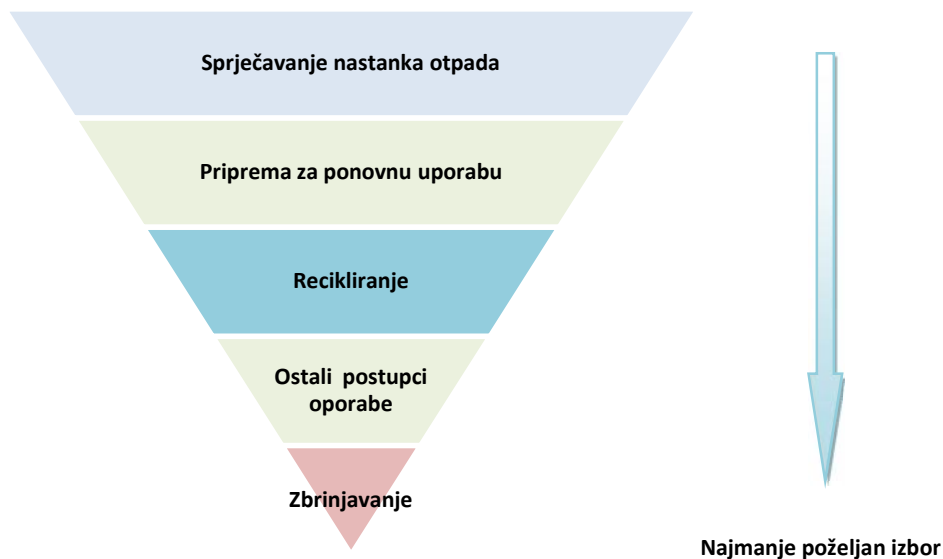 Sprječavanje nastanka otpada
Priprema za ponovnu uporabu
Recikliranje
Ostali postupci
oporabe
Zbrinjavanje
Najmanje poželjan izbor